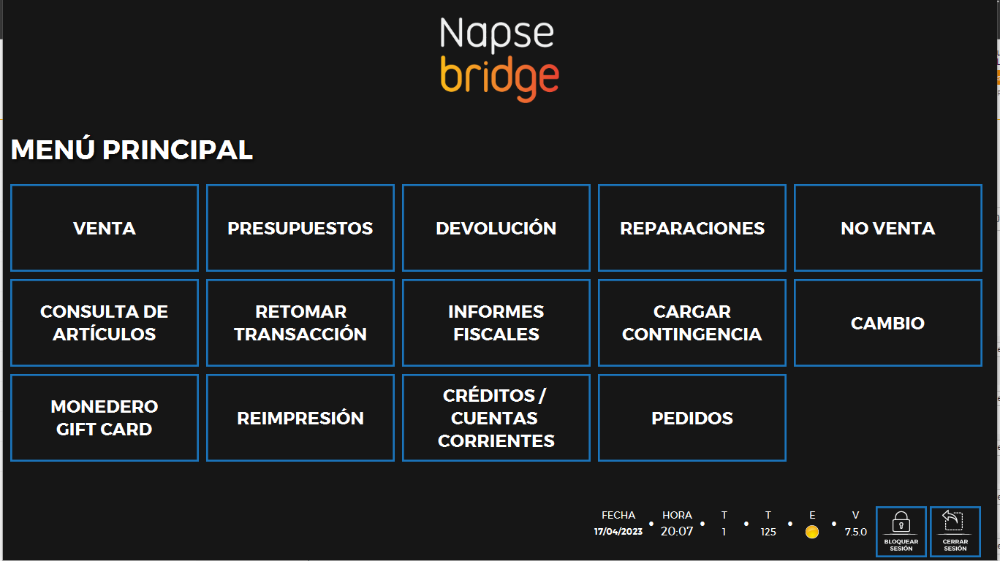 Napse
bridge
MENÚ PRINCIPAL
VENTA
PRESUPUESTOS
DEVOLUCIÓN
REPARACIONES
NO VENTA
CONSULTA DE
ARTÍCULOS
RETOMAR
TRANSACCIÓN
INFORMES
FISCALES
CARGAR
CONTINGENCIA
CAMBIO
MONEDERO
GIFT CARD
REIMPRESIÓN
CRÉDITOS /
CUENTAS
CORRIENTES
PEDIDOS
FECHA
17/04/2023
HORA
20:07
T
1
T
125
E
V
7.5.0
BLOQUEAR
SESIÓN
CERRAR
SESIÓN